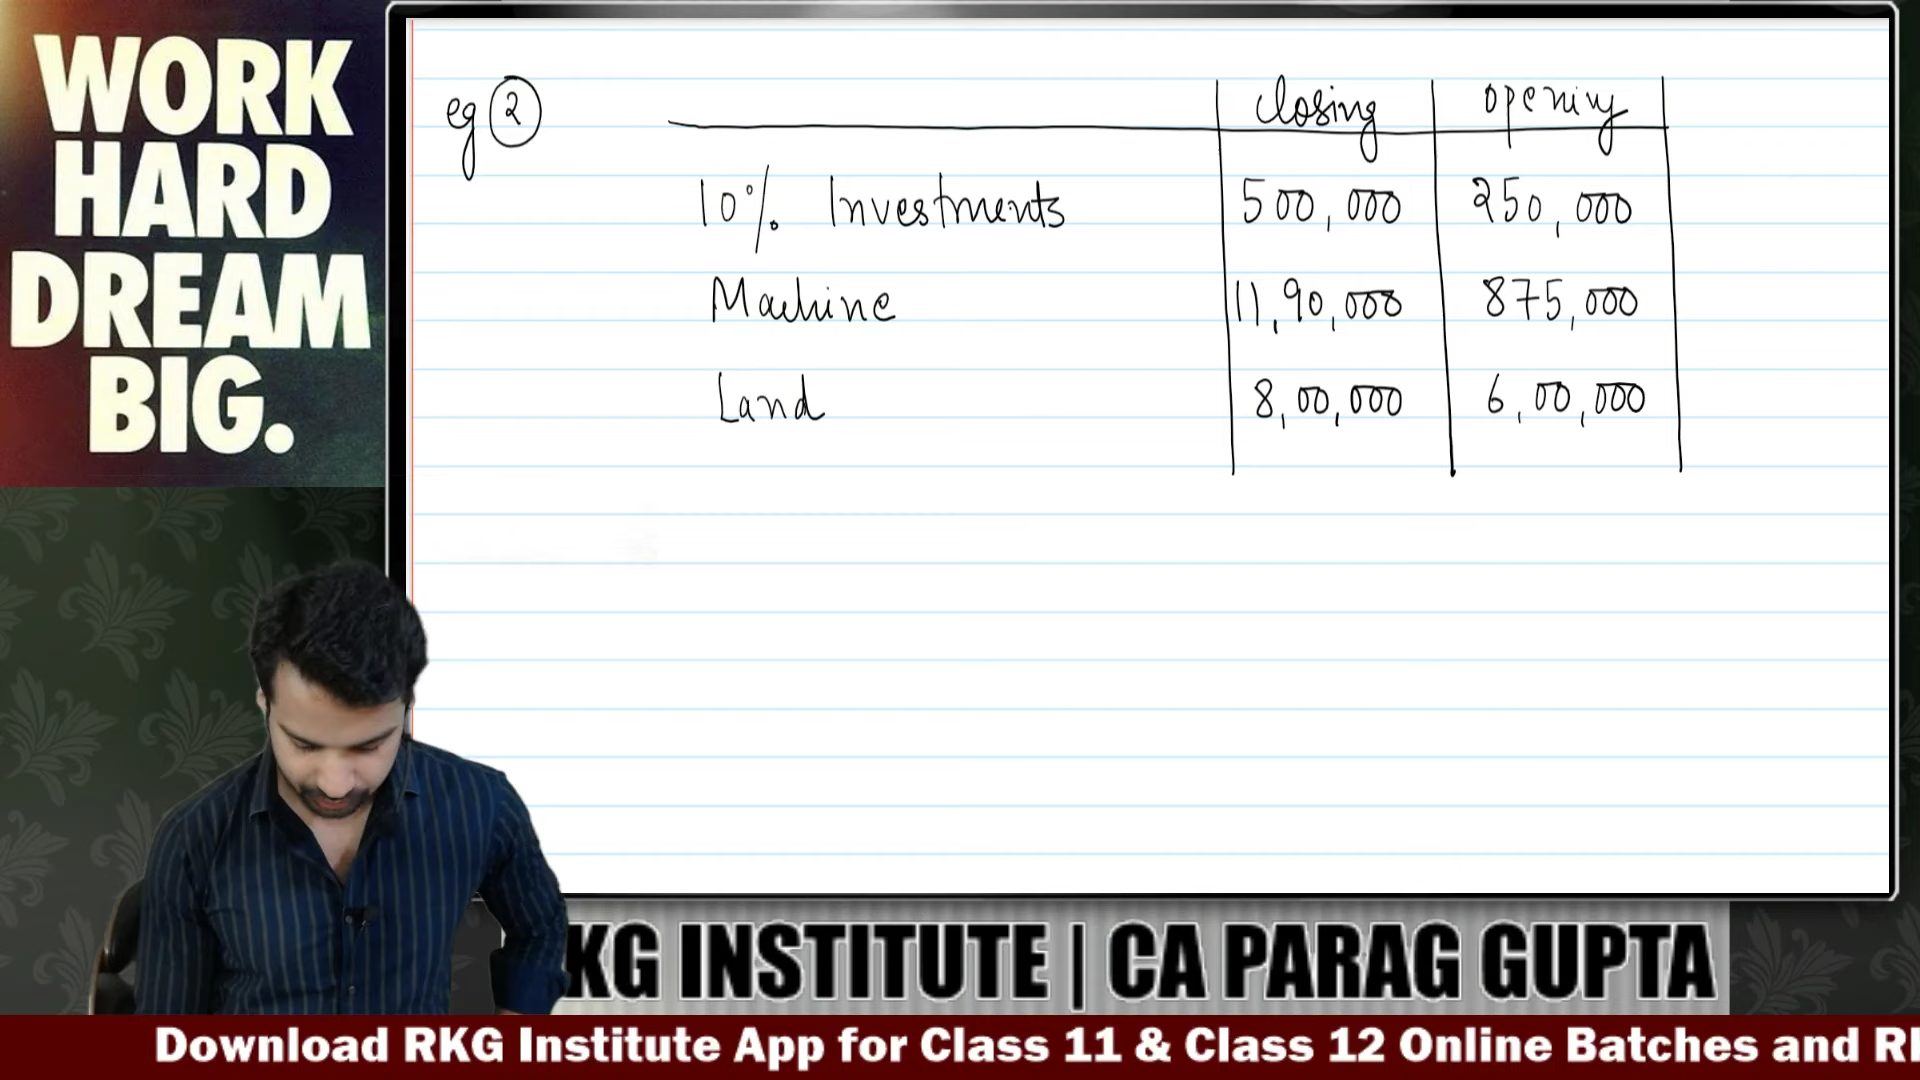 WORK
HARD
DREAM
BIG.
eg ② closing opening
10% Investments 500,000 250,000
Machine 11,90,000 875,000
Land 8,00,000 6,00,000
KG INSTITUTE | CA PARAG GUPTA
Download RKG Institute App for Class 11 & Class 12 Online Batches and RK